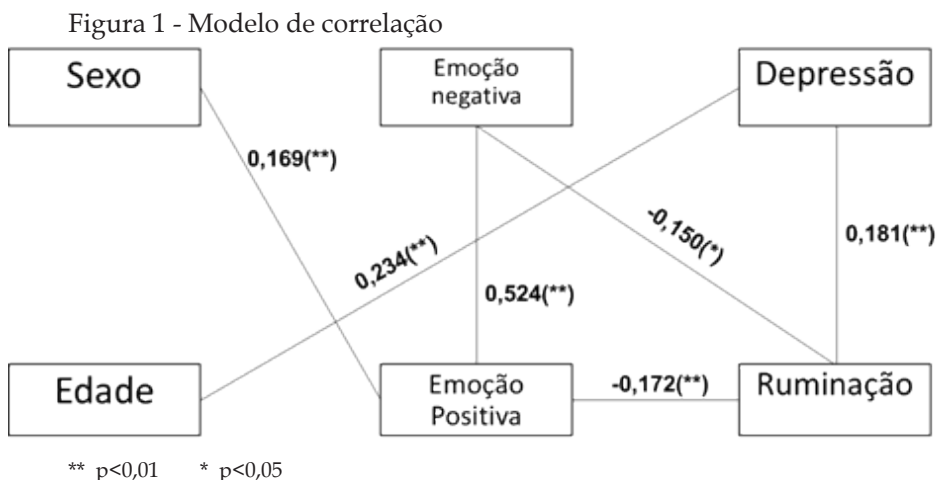 Figura 1 - Modelo de correlação
Sexo
Emoção
negativa
Depressão
0,169(**)
0,234(**)
-0,150(*)
0,181(**)
0,524(**)
Edade
Emoção
Positiva
-0,172(**)
Ruminação
** p<0,01 * p<0,05